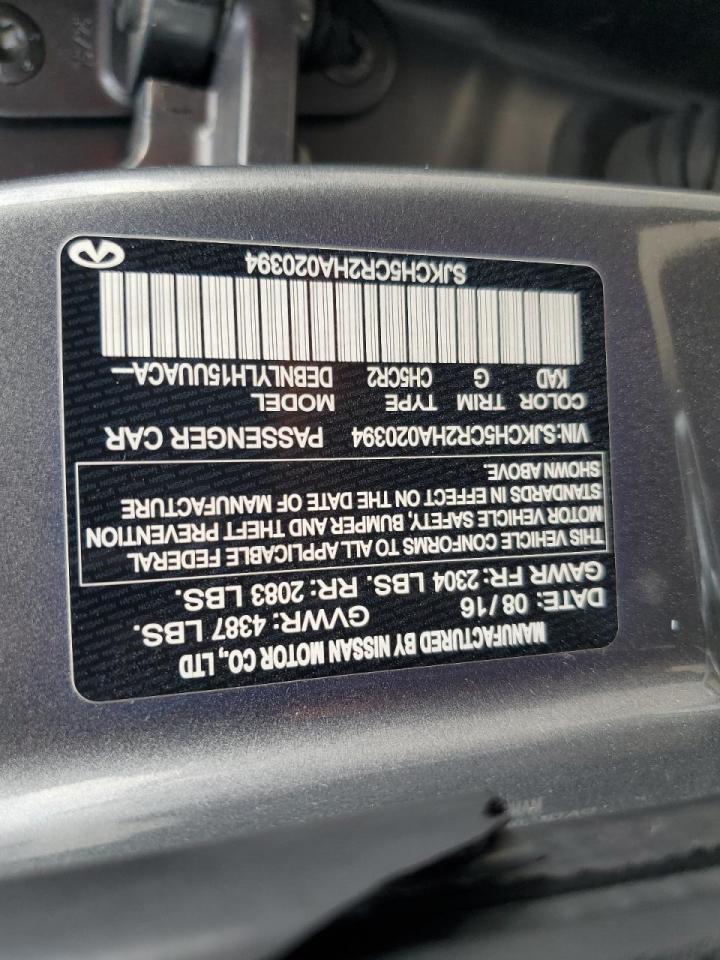 MANUFACTURED BY NISSAN MOTOR CO., LTD
DATE: 08/16 GVWR: 4387 LBS.
GAWR FR: 2304 LBS. RR: 2083 LBS.
THIS VEHICLE CONFORMS TO ALL APPLICABLE FEDERAL
MOTOR VEHICLE SAFETY, BUMPER AND THEFT PREVENTION
STANDARDS IN EFFECT ON THE DATE OF MANUFACTURE
SHOWN ABOVE.
VIN:SJKCH5CR2HA020394 PASSENGER CAR
COLOR TRIM TYPE MODEL
KAD G CH5CR2 DEBNLYLH15UUACA—
SJKCH5CR2HA020394